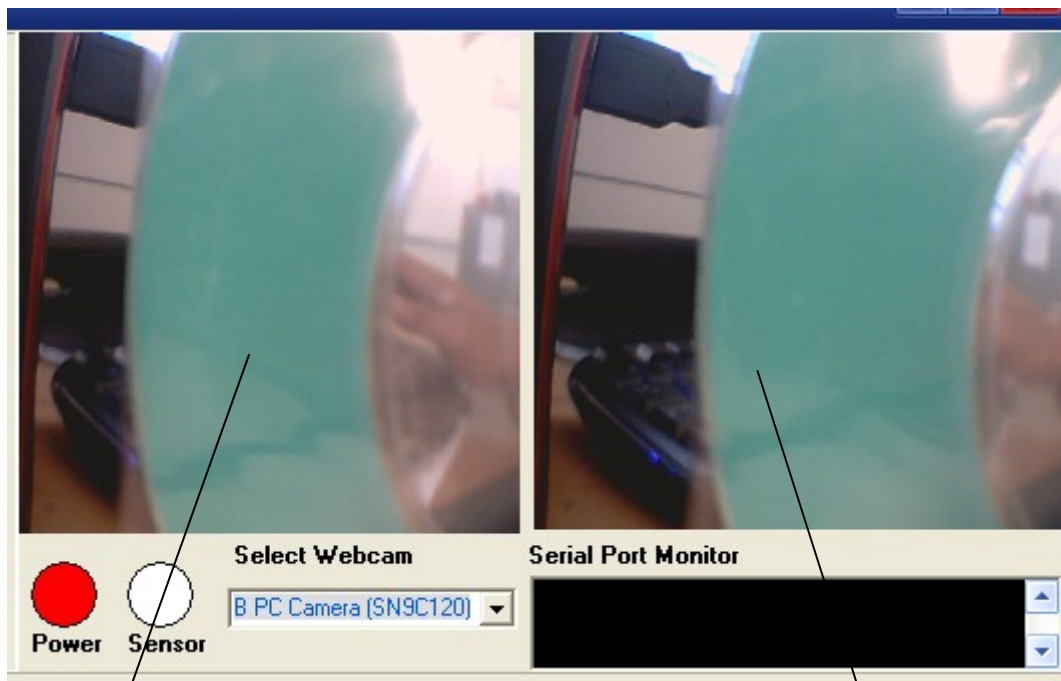 Select Webcam
Serial Port Monitor
B PC Camera (SN9C120)
Power
Sensor